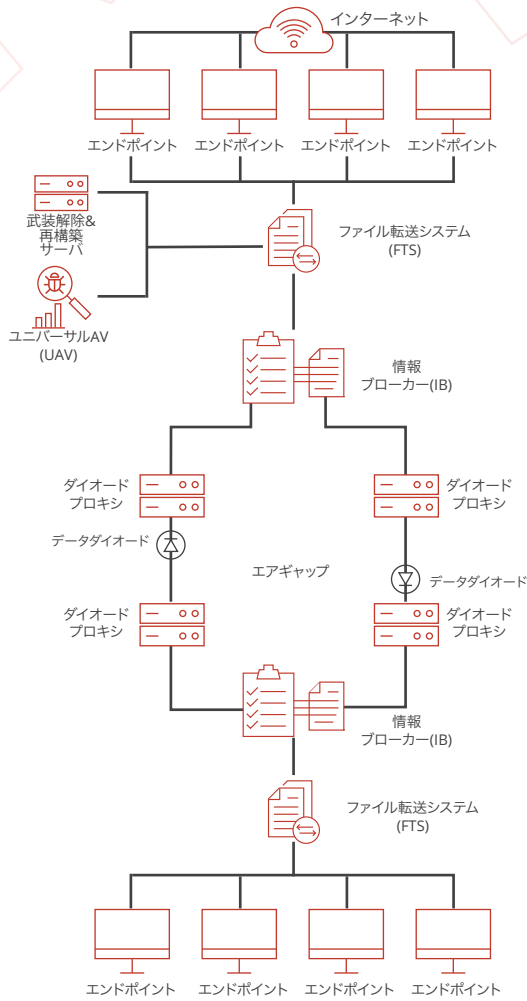 インターネット
エンドポイント
エンドポイント
エンドポイント
エンドポイント
武装解除&
再構築
サーバ
ファイル転送システム
(FTS)
ユニバーサルAV
(UAV)
情報
ブローカー(IB)
ダイオード
プロキシ
ダイオード
プロキシ
データダイオード
エアギャップ
データダイオード
ダイオード
プロキシ
ダイオード
プロキシ
情報
ブローカー(IB)
ファイル転送システム
(FTS)
エンドポイント
エンドポイント
エンドポイント
エンドポイント